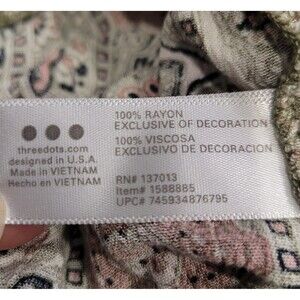 threedots.com
designed in U.S.A.
Made in VIETNAM
Hecho en VIETNAM
100% RAYON
EXCLUSIVE OF DECORATION
100% VISCOSA
EXCLUSIVO DE DECORACION
RN# 137013
Item# 1588885
UPC# 745934876795